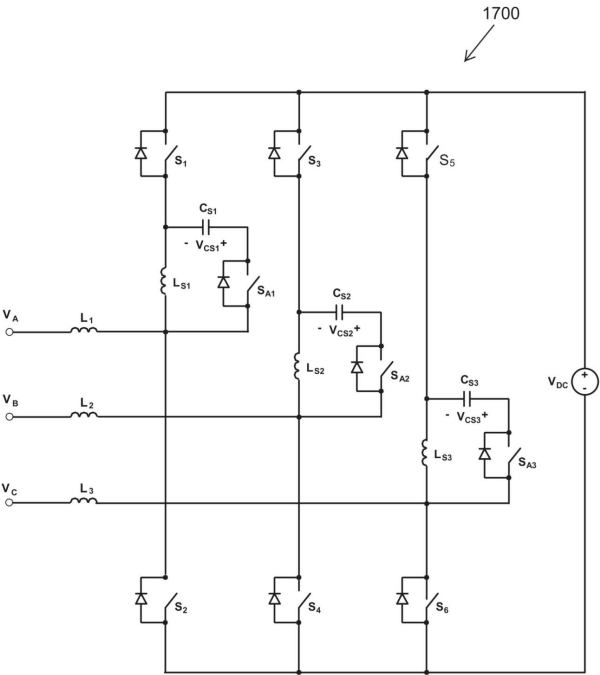 1700
S1 S3 S5
CS1
- VCS1 +
LS1 SA1
CS2
VA L1
- VCS2 +
LS2 SA2
VB L2
CS3
VDC + -
- VCS3 +
LS3 SA3
VC L3
S2 S4 S6